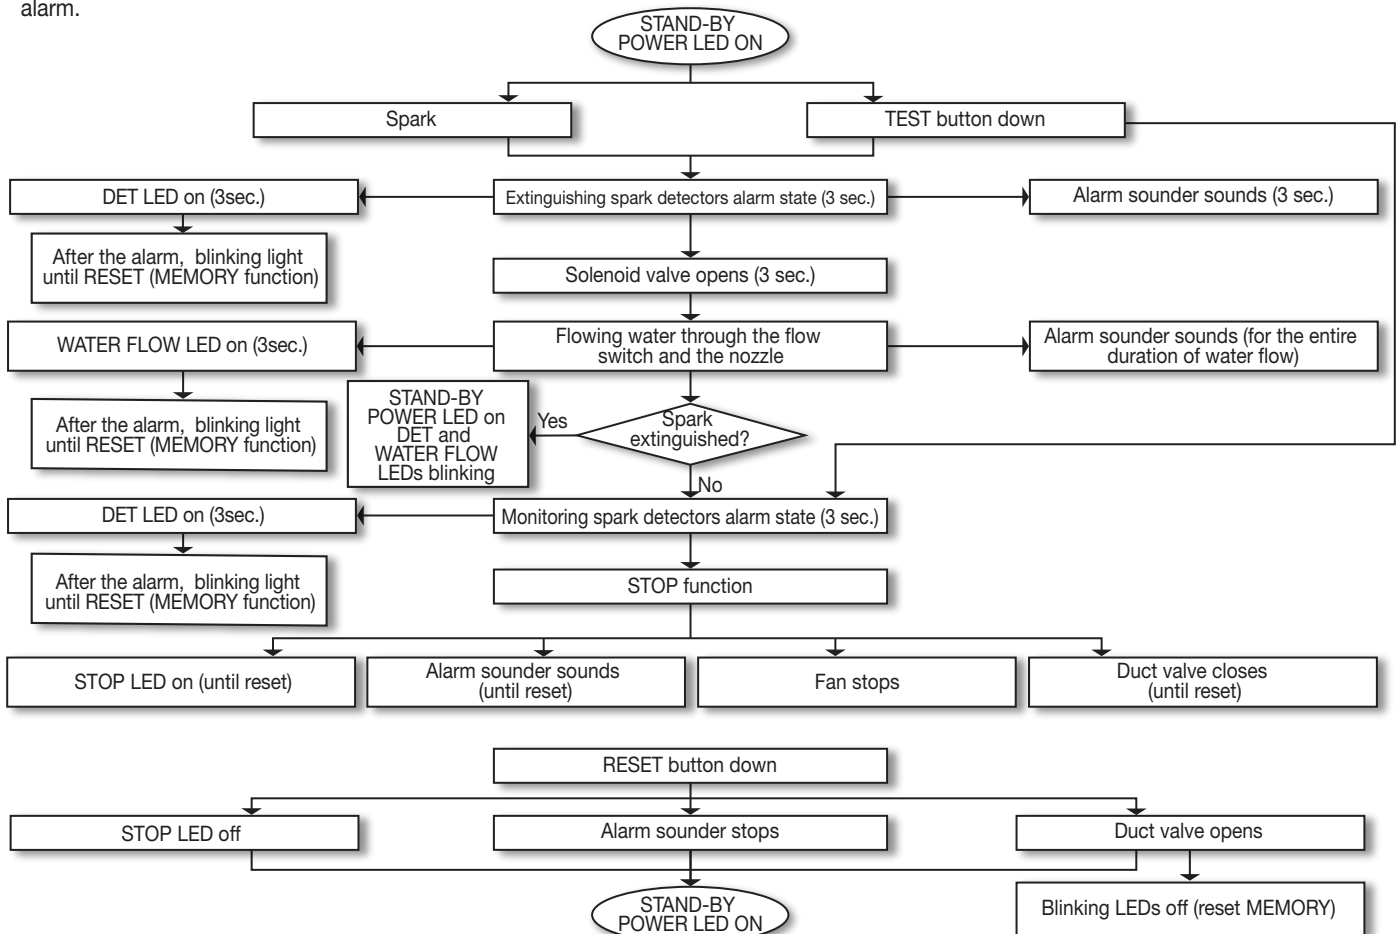 alarm.
STAND-BY
POWER LED ON
Spark
TEST button down
DET LED on (3sec.)
Extinguishing spark detectors alarm state (3 sec.)
Alarm sounder sounds (3 sec.)
After the alarm,  blinking light
until RESET (MEMORY function)
Solenoid valve opens (3 sec.)
WATER FLOW LED on (3sec.)
Flowing water through the flow
switch and the nozzle
Alarm sounder sounds (for the entire
duration of water flow)
After the alarm,  blinking light
until RESET (MEMORY function)
STAND-BY
POWER LED on
DET and
WATER FLOW
LEDs blinking
Yes
Spark
extinguished?
No
DET LED on (3sec.)
Monitoring spark detectors alarm state (3 sec.)
After the alarm,  blinking light
until RESET (MEMORY function)
STOP function
STOP LED on (until reset)
Alarm sounder sounds
(until reset)
Fan stops
Duct valve closes
(until reset)
RESET button down
STOP LED off
Alarm sounder stops
Duct valve opens
STAND-BY
POWER LED ON
Blinking LEDs off (reset MEMORY)